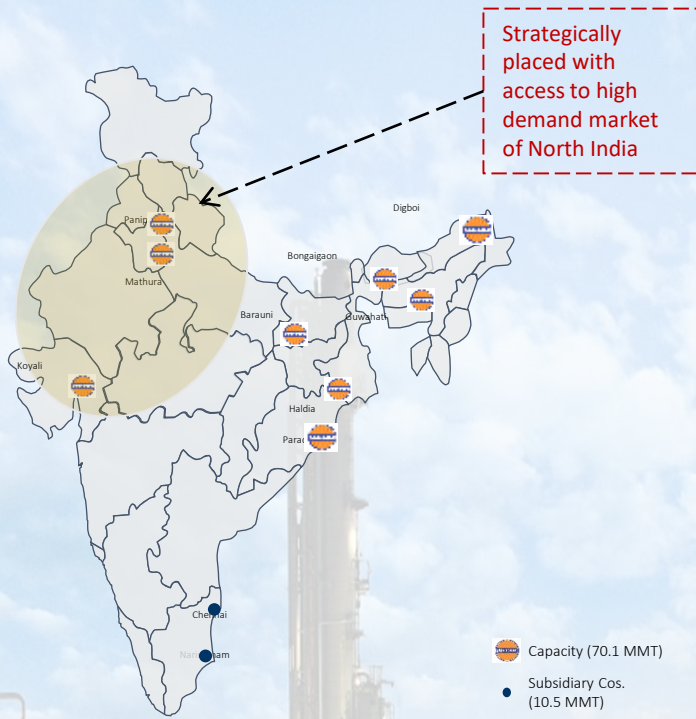 Strategically
placed with
access to high
demand market
of North India
Digboi
Bongaigaon
Mathura
Barauni
Guwahati
Koyali
Haldia
Chennai
Capacity (70.1 MMT)
Subsidiary Cos.
(10.5 MMT)